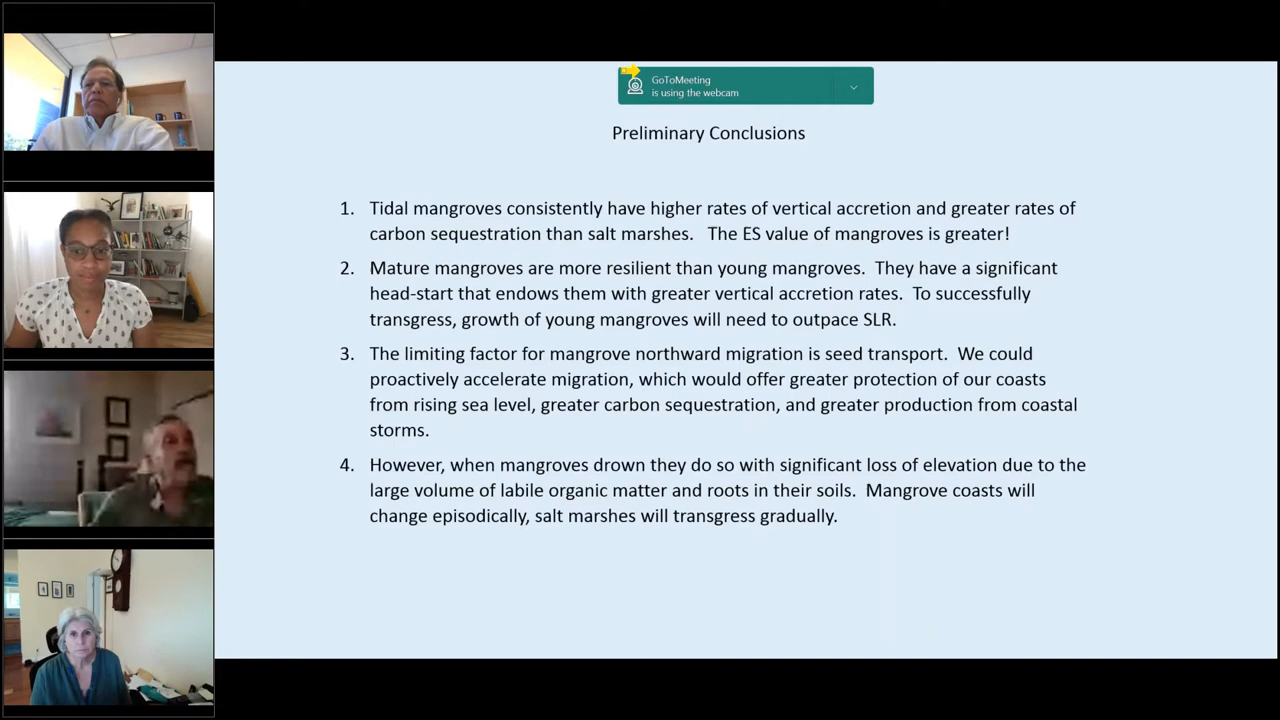 GoToMeeting
is using the webcam
Preliminary Conclusions
1. Tidal mangroves consistently have higher rates of vertical accretion and greater rates of
carbon sequestration than salt marshes. The ES value of mangroves is greater!
2. Mature mangroves are more resilient than young mangroves. They have a significant
head-start that endows them with greater vertical accretion rates. To successfully
transgress, growth of young mangroves will need to outpace SLR.
3. The limiting factor for mangrove northward migration is seed transport. We could
proactively accelerate migration, which would offer greater protection of our coasts
from rising sea level, greater carbon sequestration, and greater production from coastal
storms.
4. However, when mangroves drown they do so with significant loss of elevation due to the
large volume of labile organic matter and roots in their soils. Mangrove coasts will
change episodically, salt marshes will transgress gradually.